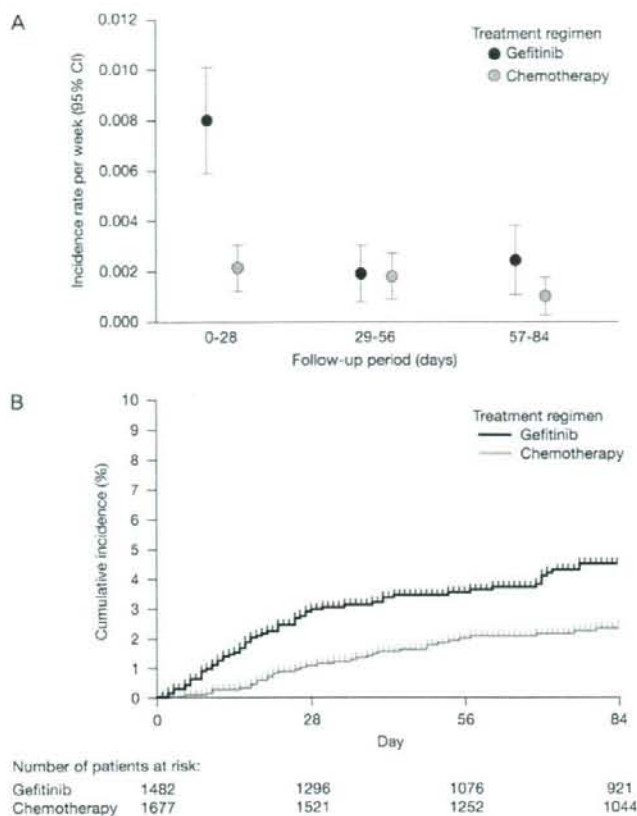 A
Treatment regimen
Gefitinib
Chemotherapy
Incidence rate per week (95% CI)
0.012
0.010
0.008
0.006
0.004
0.002
0.000
0-28 29-56 57-84
Follow-up period (days)
B
Treatment regimen
Gefitinib
Chemotherapy
Cumulative incidence (%)
10
9
8
7
6
5
4
3
2
1
0
0 28 56 84
Day
Number of patients at risk:
Gefitinib 1482 1296 1076 921
Chemotherapy 1677 1521 1252 1044